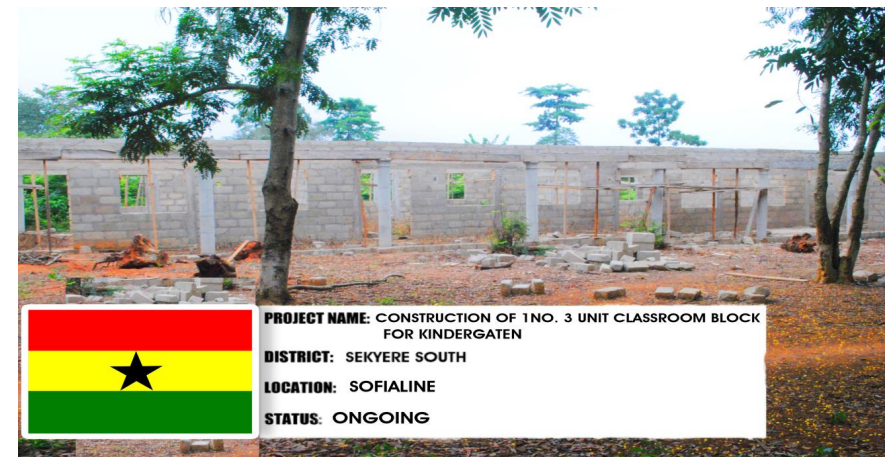 PROJECT NAME: CONSTRUCTION OF 1NO. 3 UNIT CLASSROOM BLOCK
FOR KINDERGATEN
DISTRICT: SEKYERE SOUTH
LOCATION: SOFIALINE
STATUS: ONGOING